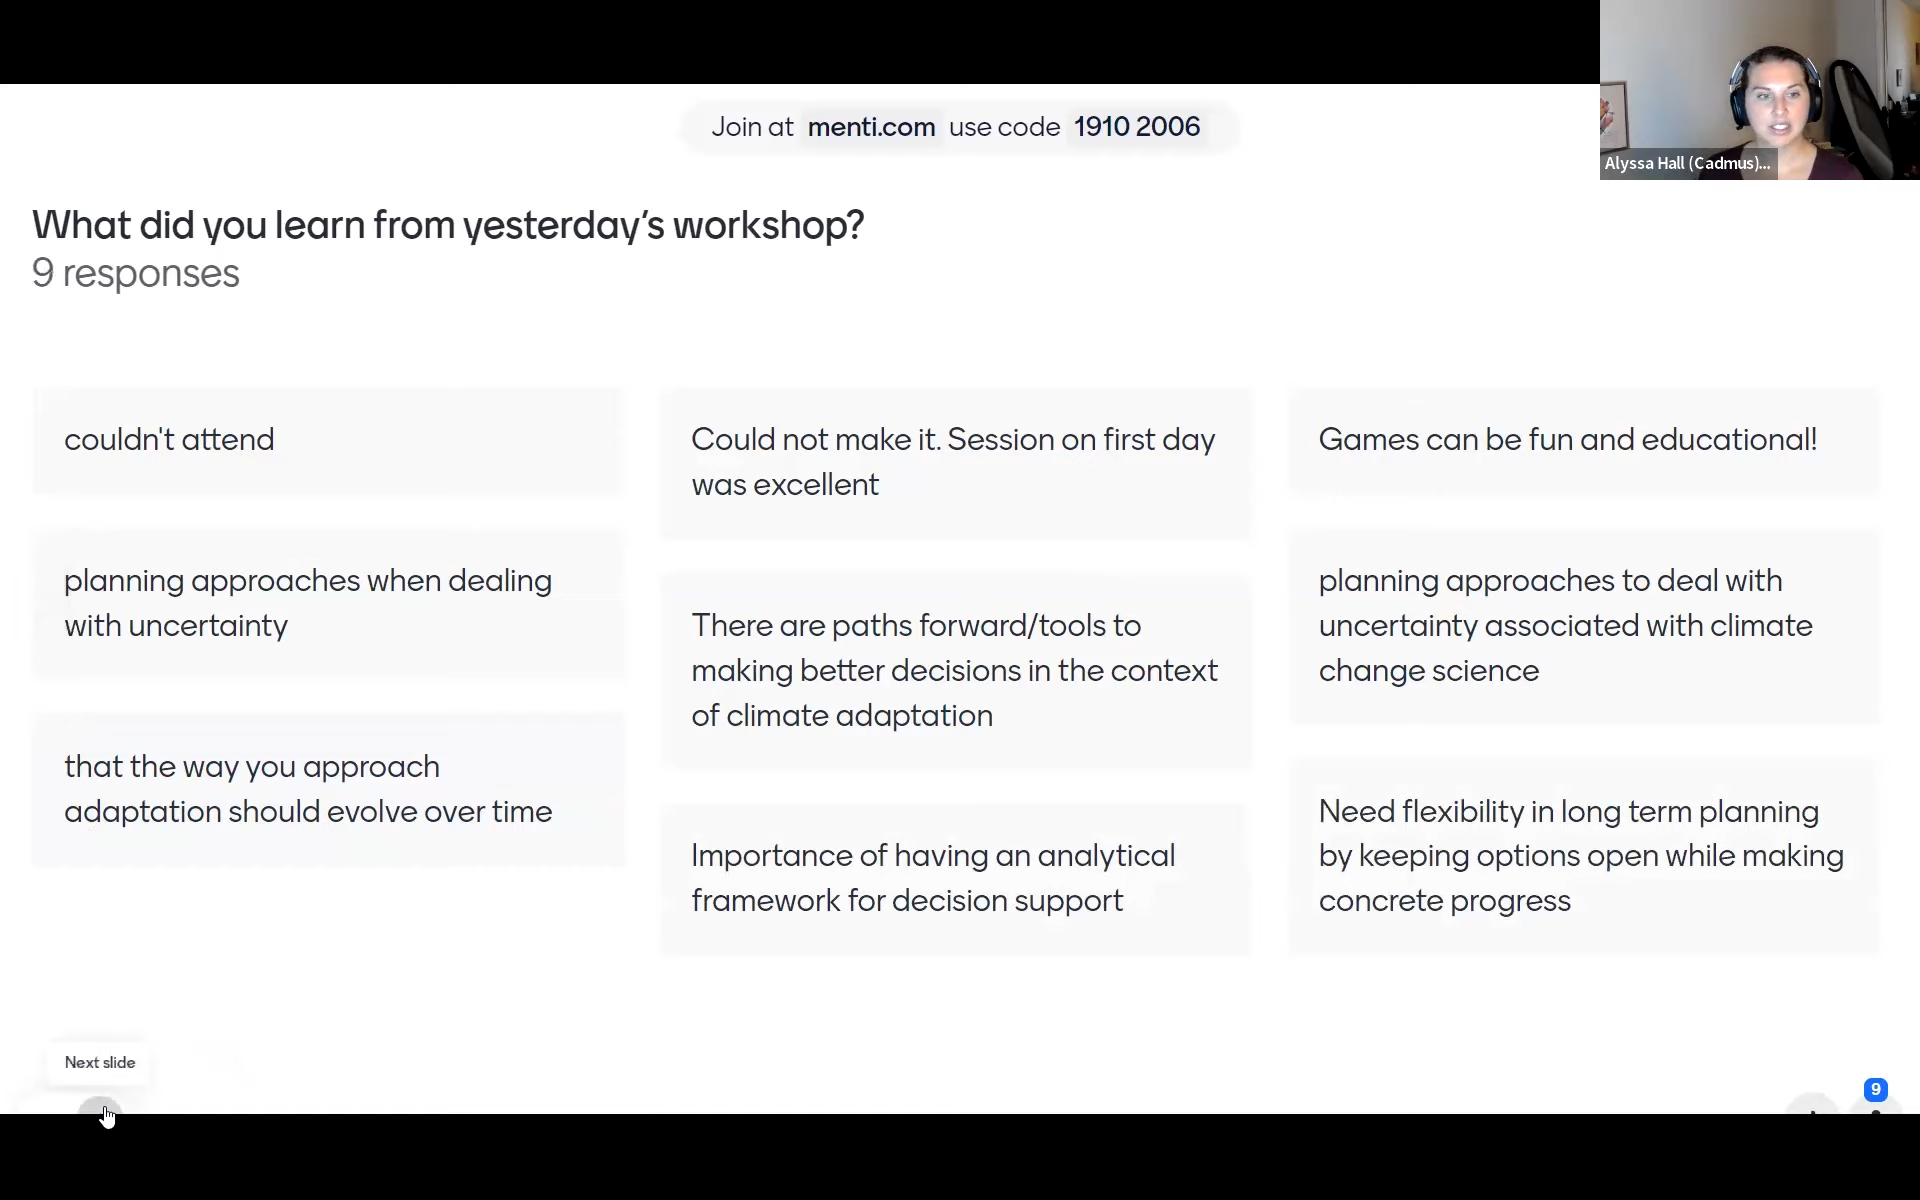 Join at menti.com use code 1910 2006
Alyssa Hall (Cadmus)...
What did you learn from yesterday's workshop?
9 responses
couldn't attend
planning approaches when dealing
with uncertainty
that the way you approach
adaptation should evolve over time
Could not make it. Session on first day
was excellent
There are paths forward/tools to
making better decisions in the context
of climate adaptation
Importance of having an analytical
framework for decision support
Games can be fun and educational!
planning approaches to deal with
uncertainty associated with climate
change science
Need flexibility in long term planning
by keeping options open while making
concrete progress
Next slide
9